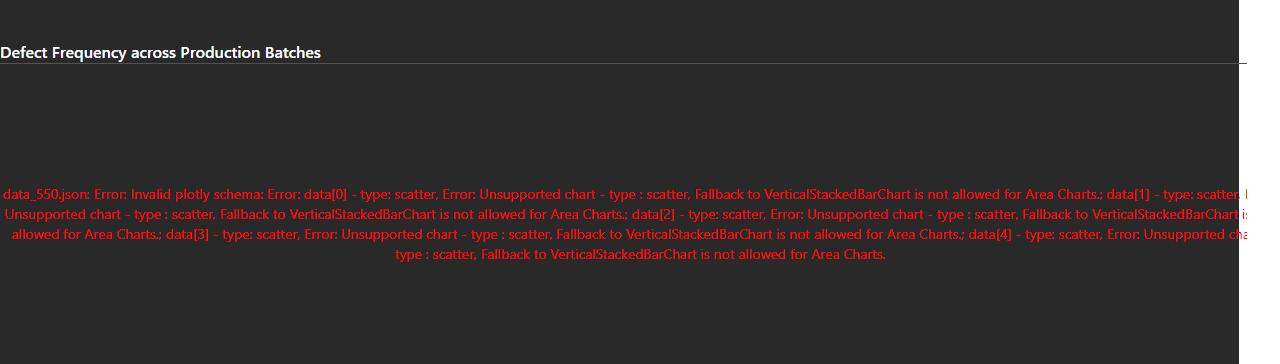 Defect Frequency across Production Batches
data_550.json: Error: Invalid plotly schema: Error: data[0] - type: scatter, Error: Unsupported chart - type : scatter, Fallback to VerticalStackedBarChart is not allowed for Area Charts.; data[1] - type: scatter,
Unsupported chart - type : scatter, Fallback to VerticalStackedBarChart is not allowed for Area Charts.; data[2] - type: scatter, Error: Unsupported chart - type : scatter, Fallback to VerticalStackedBarChart
allowed for Area Charts.; data[3] - type: scatter, Error: Unsupported chart - type : scatter, Fallback to VerticalStackedBarChart is not allowed for Area Charts.; data[4] - type: scatter, Error: Unsupported
type : scatter, Fallback to VerticalStackedBarChart is not allowed for Area Charts.